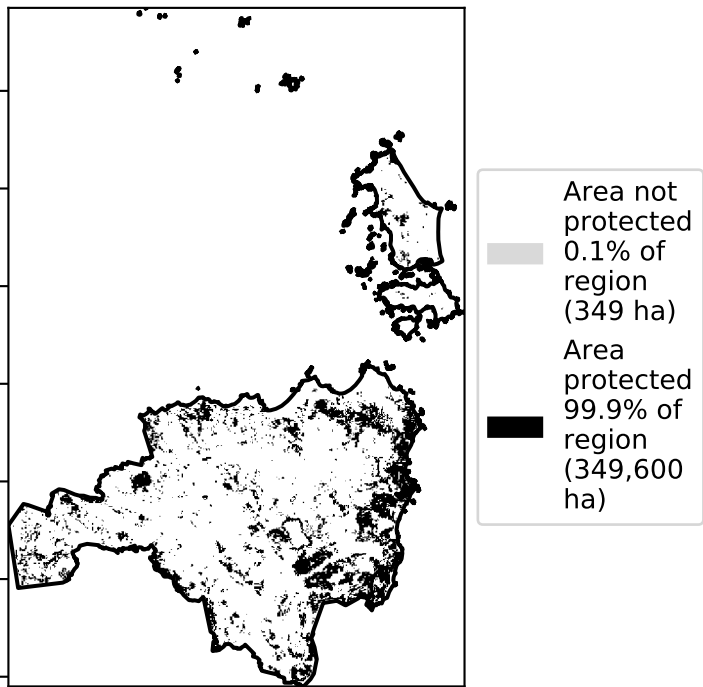 Area not
protected
0.1% of
region
(349 ha)
Area
protected
99.9% of
region
(349,600
ha)